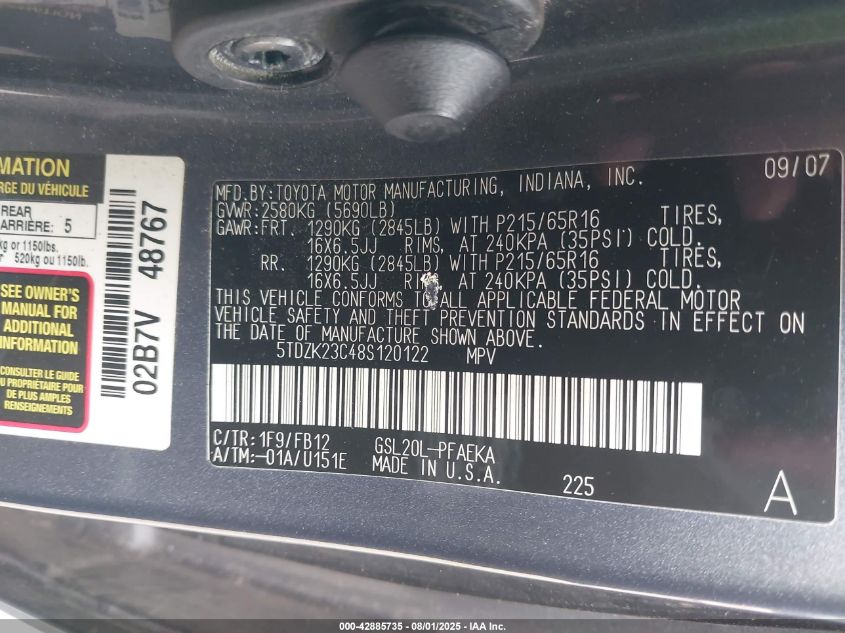 MATION
RGE DU VÉHICULE
REAR
ARRIÈRE: 5
kg or 1150lbs.
520kg ou 1150lb.
SEE OWNER'S
MANUAL FOR
ADDITIONAL
INFORMATION
CONSULTER LE GUIDE
DU PROPRIÉTAIRE POUR
DE PLUS AMPLES
RENSEIGNEMENTS
02B7V 48767
09/07
MFD.BY:TOYOTA MOTOR MANUFACTURING, INDIANA, INC.
GVWR:2580KG (5690LB)
GAWR:FRT. 1290KG (2845LB) WITH P215/65R16 TIRES,
16X6.5JJ RIMS, AT 240KPA (35PSI) COLD.
RR. 1290KG (2845LB) WITH P215/65R16 TIRES,
16X6.5JJ RIMS, AT 240KPA (35PSI) COLD.
THIS VEHICLE CONFORMS TO ALL APPLICABLE FEDERAL MOTOR
VEHICLE SAFETY AND THEFT PREVENTION STANDARDS IN EFFECT ON
THE DATE OF MANUFACTURE SHOWN ABOVE.
5TDZK23C48S120122 MPV
C/TR:1F9/FB12 GSL20L-PFAEKA
A/TM:-01A/U151E MADE IN U.S.A.
225
A
000-42885735 - 08/01/2025 - IAA Inc.